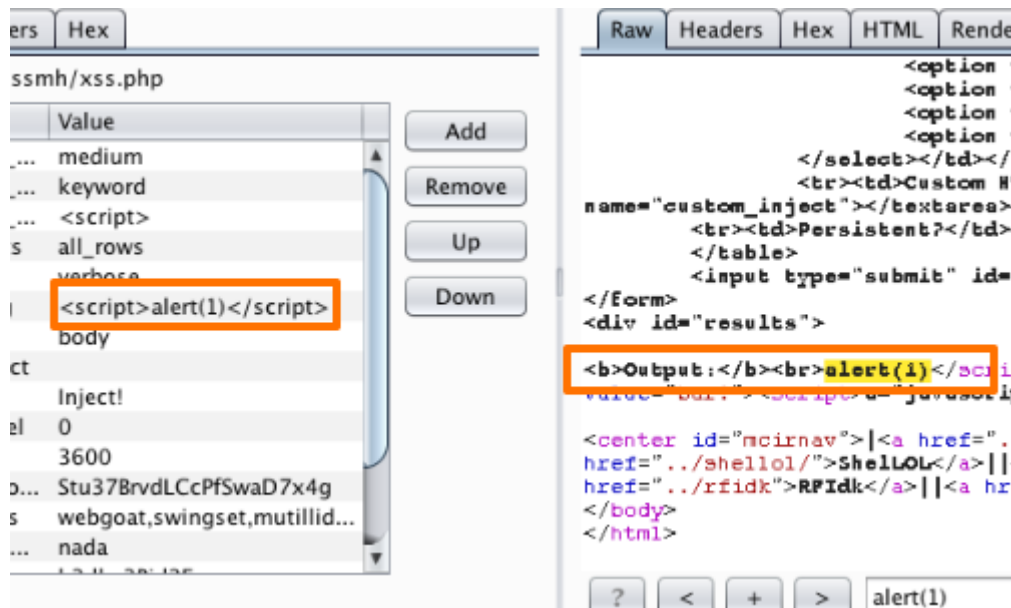 ers Hex
ssmh/xss.php
Value
_... medium
_... keyword
_... <script>
s all_rows
verbose
<script>alert(1)</script>
body
ct
Inject!
el 0
3600
o... Stu37BrvdLCcPfSwaD7x4g
s webgoat,swingset,mutillid...
... nada
Add
Remove
Up
Down
Raw Headers Hex HTML Rende
<option
<option
<option
<option
</select></td></
<tr><td>Custom H
name="custom_inject"></textarea>
<tr><td>Persistent?</td>
</table>
<input type="submit" id=
</form>
<div id="results">
<b>Output:</b><br>alert(1)</scri
<center id="mcirnav">|<a href=".
href="../shellol/">ShelLOL</a>||
href="../rfidk">RFIdk</a>||<a hr
</body>
</html>
? < + > alert(1)